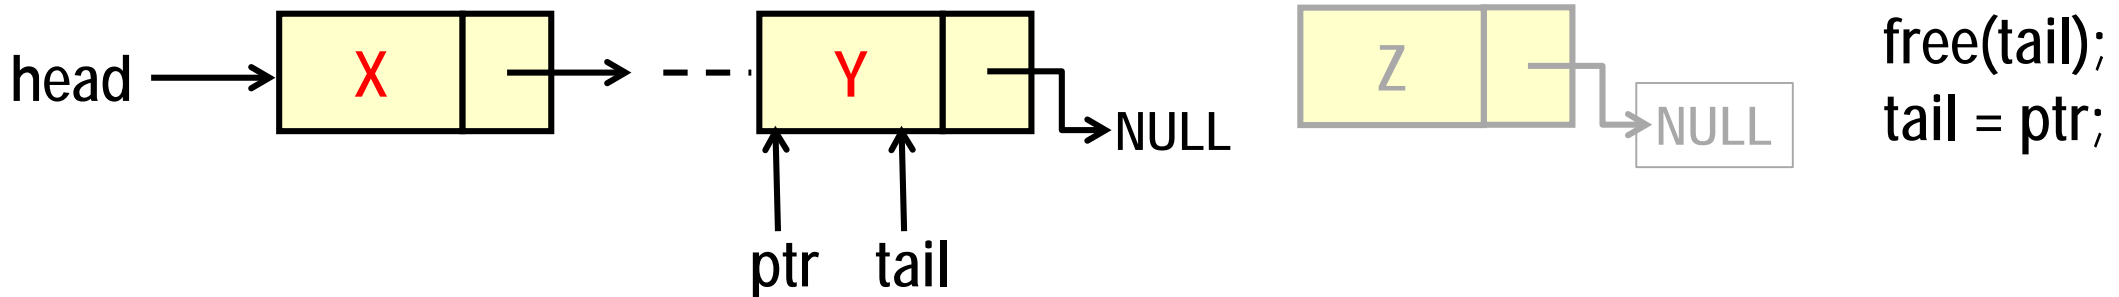 head X Y NULL Z NULL
ptr tail
free(tail);
tail = ptr;